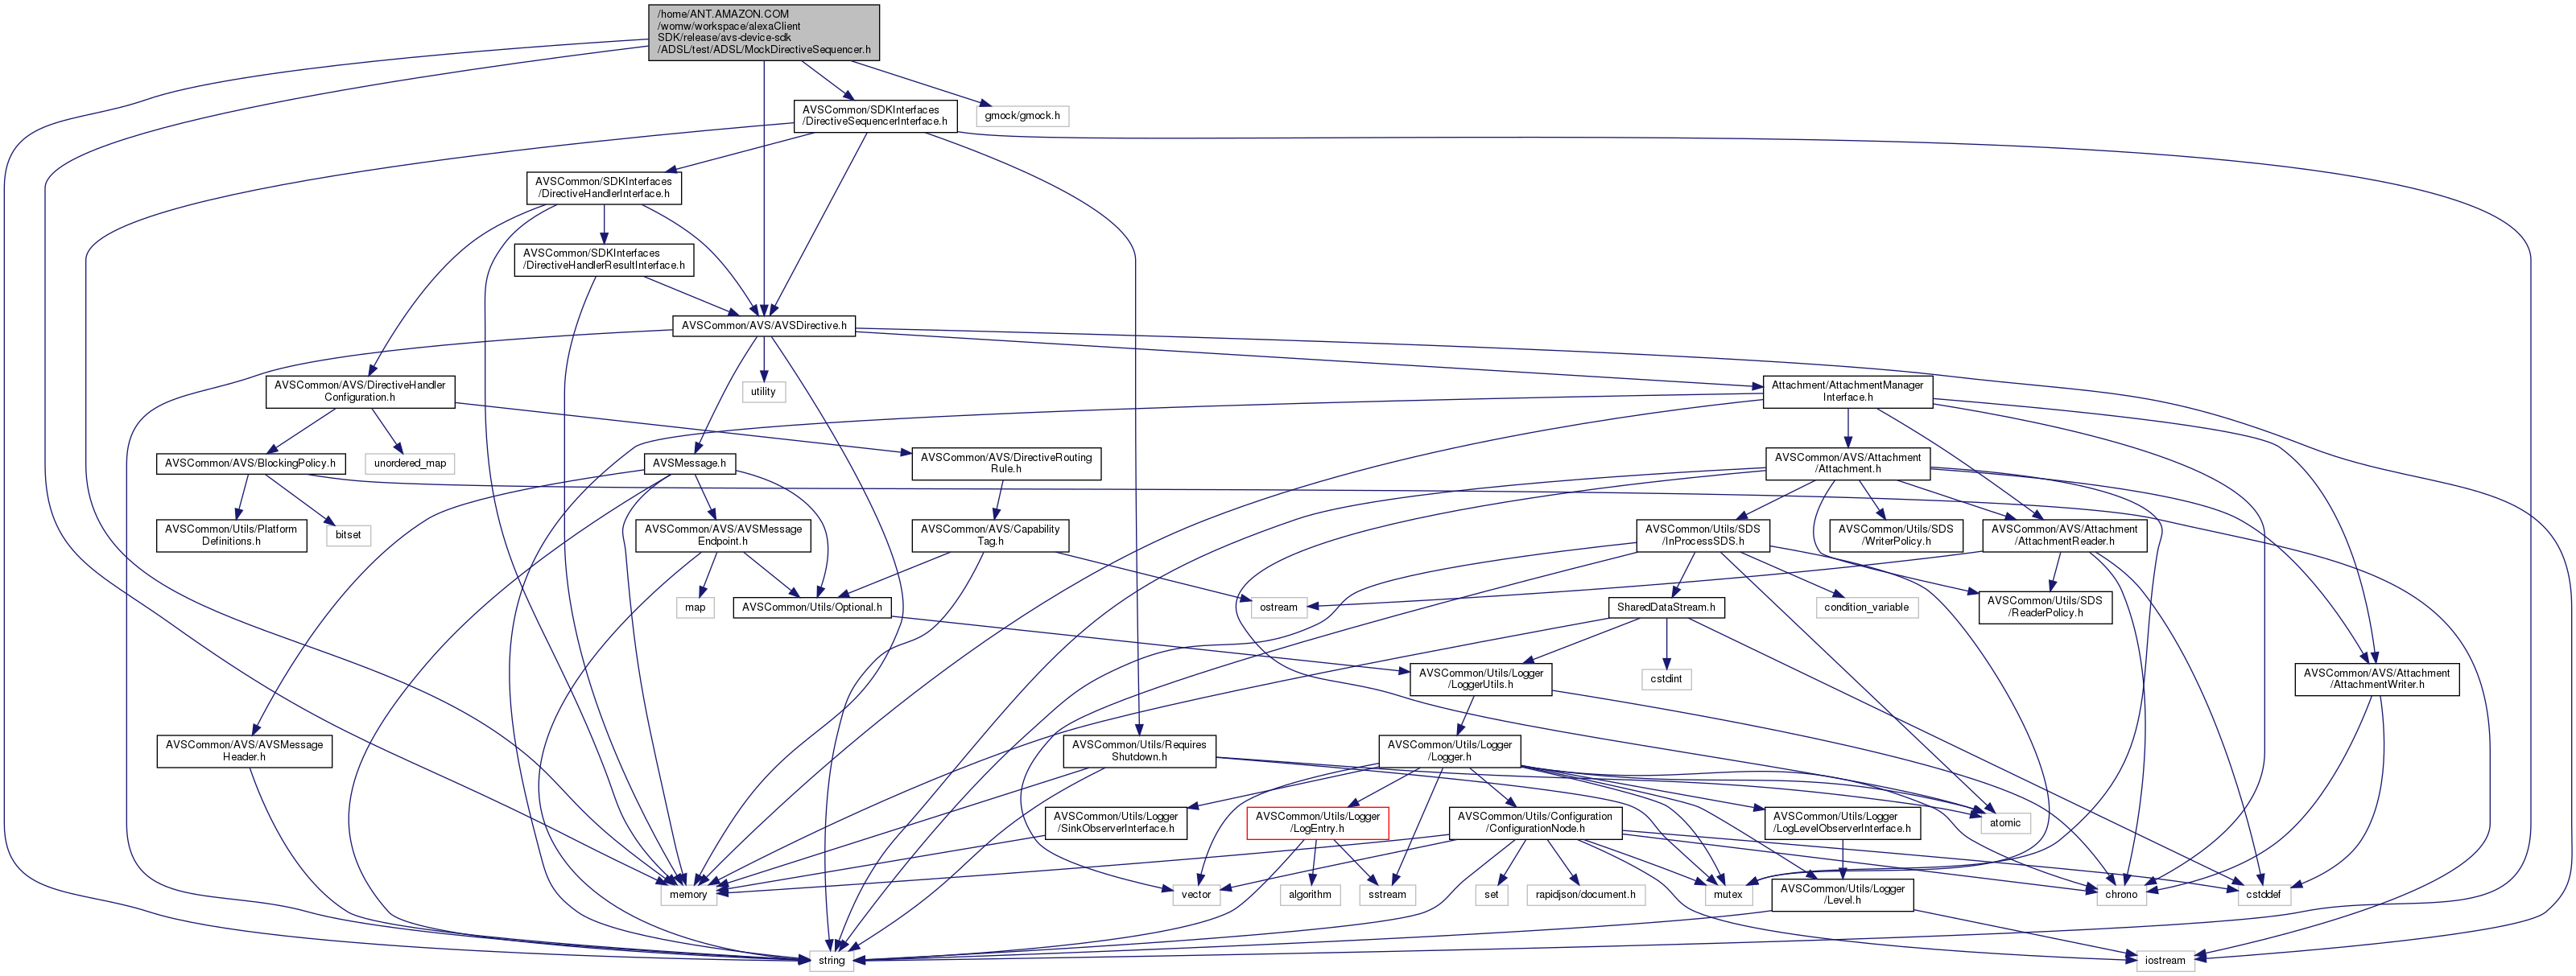 /home/ANT.AMAZON.COM
/womw/workspace/alexaClient
SDK/release/avs-device-sdk
/ADSL/test/ADSL/MockDirectiveSequencer.h
AVSCommon/SDKInterfaces
/DirectiveSequencerInterface.h
gmock/gmock.h
AVSCommon/SDKInterfaces
/DirectiveHandlerInterface.h
AVSCommon/SDKInterfaces
/DirectiveHandlerResultInterface.h
AVSCommon/AVS/AVSDirective.h
AVSCommon/AVS/DirectiveHandler
Configuration.h
utility
Attachment/AttachmentManager
Interface.h
AVSCommon/AVS/BlockingPolicy.h
unordered_map
AVSMessage.h
AVSCommon/AVS/DirectiveRouting
Rule.h
AVSCommon/AVS/Attachment
/Attachment.h
AVSCommon/Utils/Platform
Definitions.h
bitset
AVSCommon/AVS/AVSMessage
Endpoint.h
AVSCommon/AVS/Capability
Tag.h
AVSCommon/Utils/SDS
/InProcessSDS.h
AVSCommon/Utils/SDS
/WriterPolicy.h
AVSCommon/AVS/Attachment
/AttachmentReader.h
map
AVSCommon/Utils/Optional.h
ostream
SharedDataStream.h
condition_variable
AVSCommon/Utils/SDS
/ReaderPolicy.h
AVSCommon/Utils/Logger
/LoggerUtils.h
cstdint
AVSCommon/AVS/Attachment
/AttachmentWriter.h
AVSCommon/AVS/AVSMessage
Header.h
AVSCommon/Utils/Requires
Shutdown.h
AVSCommon/Utils/Logger
/Logger.h
AVSCommon/Utils/Logger
/SinkObserverInterface.h
AVSCommon/Utils/Logger
/LogEntry.h
AVSCommon/Utils/Configuration
/ConfigurationNode.h
AVSCommon/Utils/Logger
/LogLevelObserverInterface.h
atomic
memory
vector
algorithm
sstream
set
rapidjson/document.h
mutex
AVSCommon/Utils/Logger
/Level.h
chrono
cstddef
string
iostream